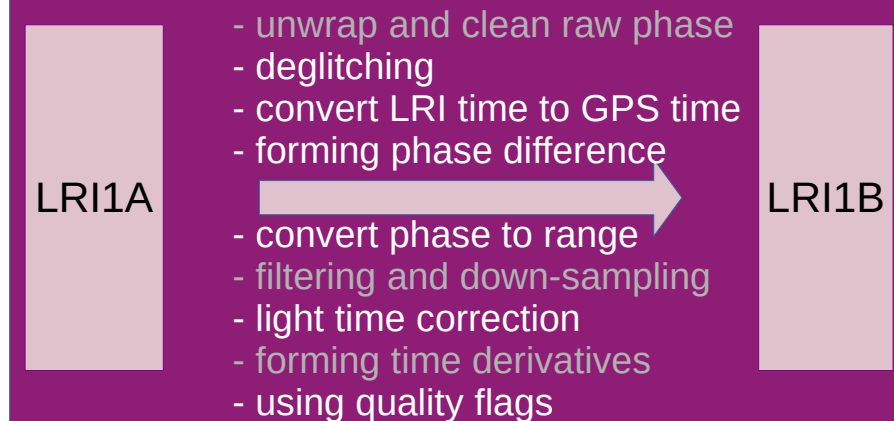 - unwrap and clean raw phase
- deglitching
- convert LRI time to GPS time
- forming phase difference
LRI1A
LRI1B
- convert phase to range
- filtering and down-sampling
- light time correction
- forming time derivatives
- using quality flags